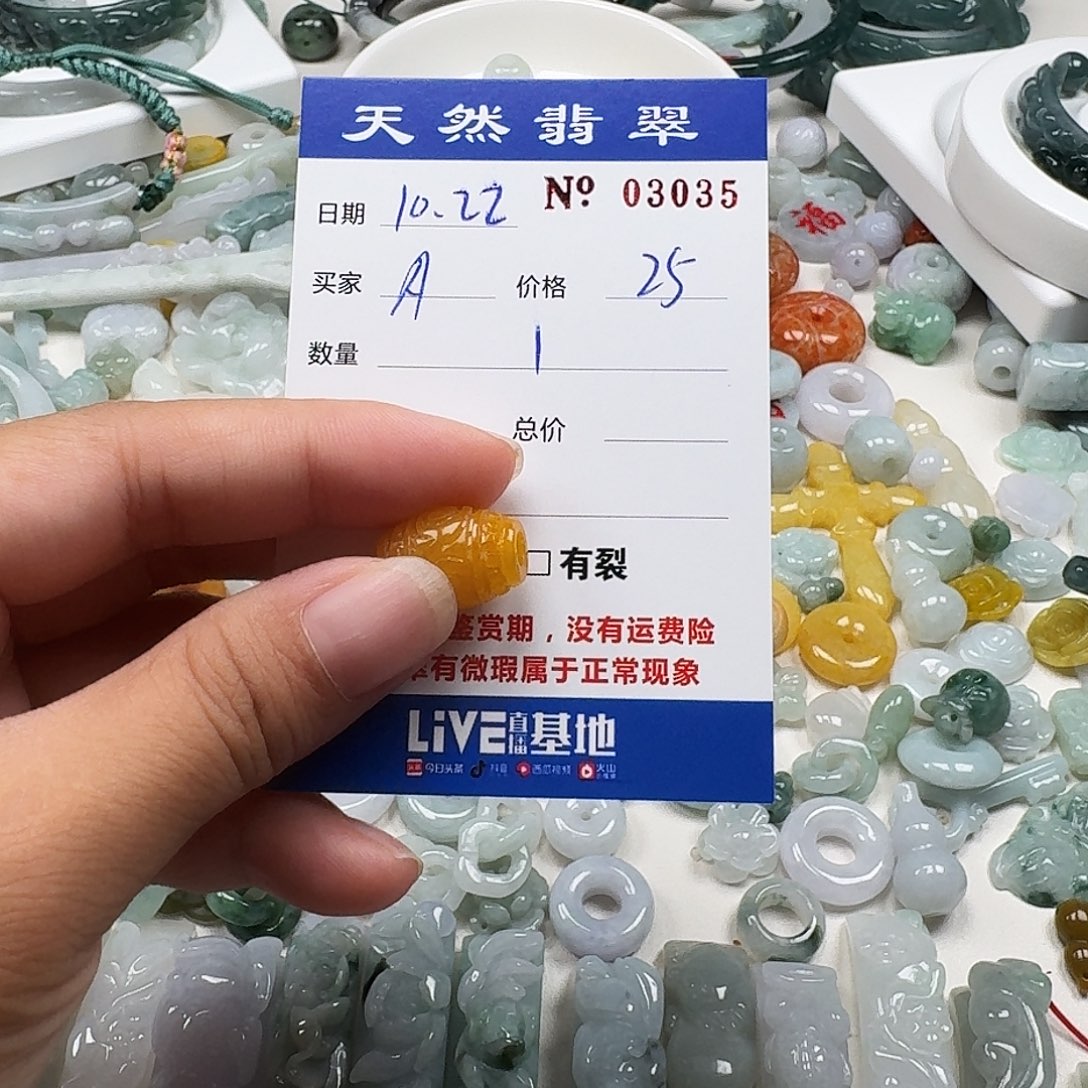 天然翡翠
日期 10.22 Nº 03035
买家 A 价格 25
数量 1
总价
□有裂
鉴赏期，没有运费险
有微瑕属于正常现象
LiVE直播基地
今日头条 抖音 西瓜视频 火山
福